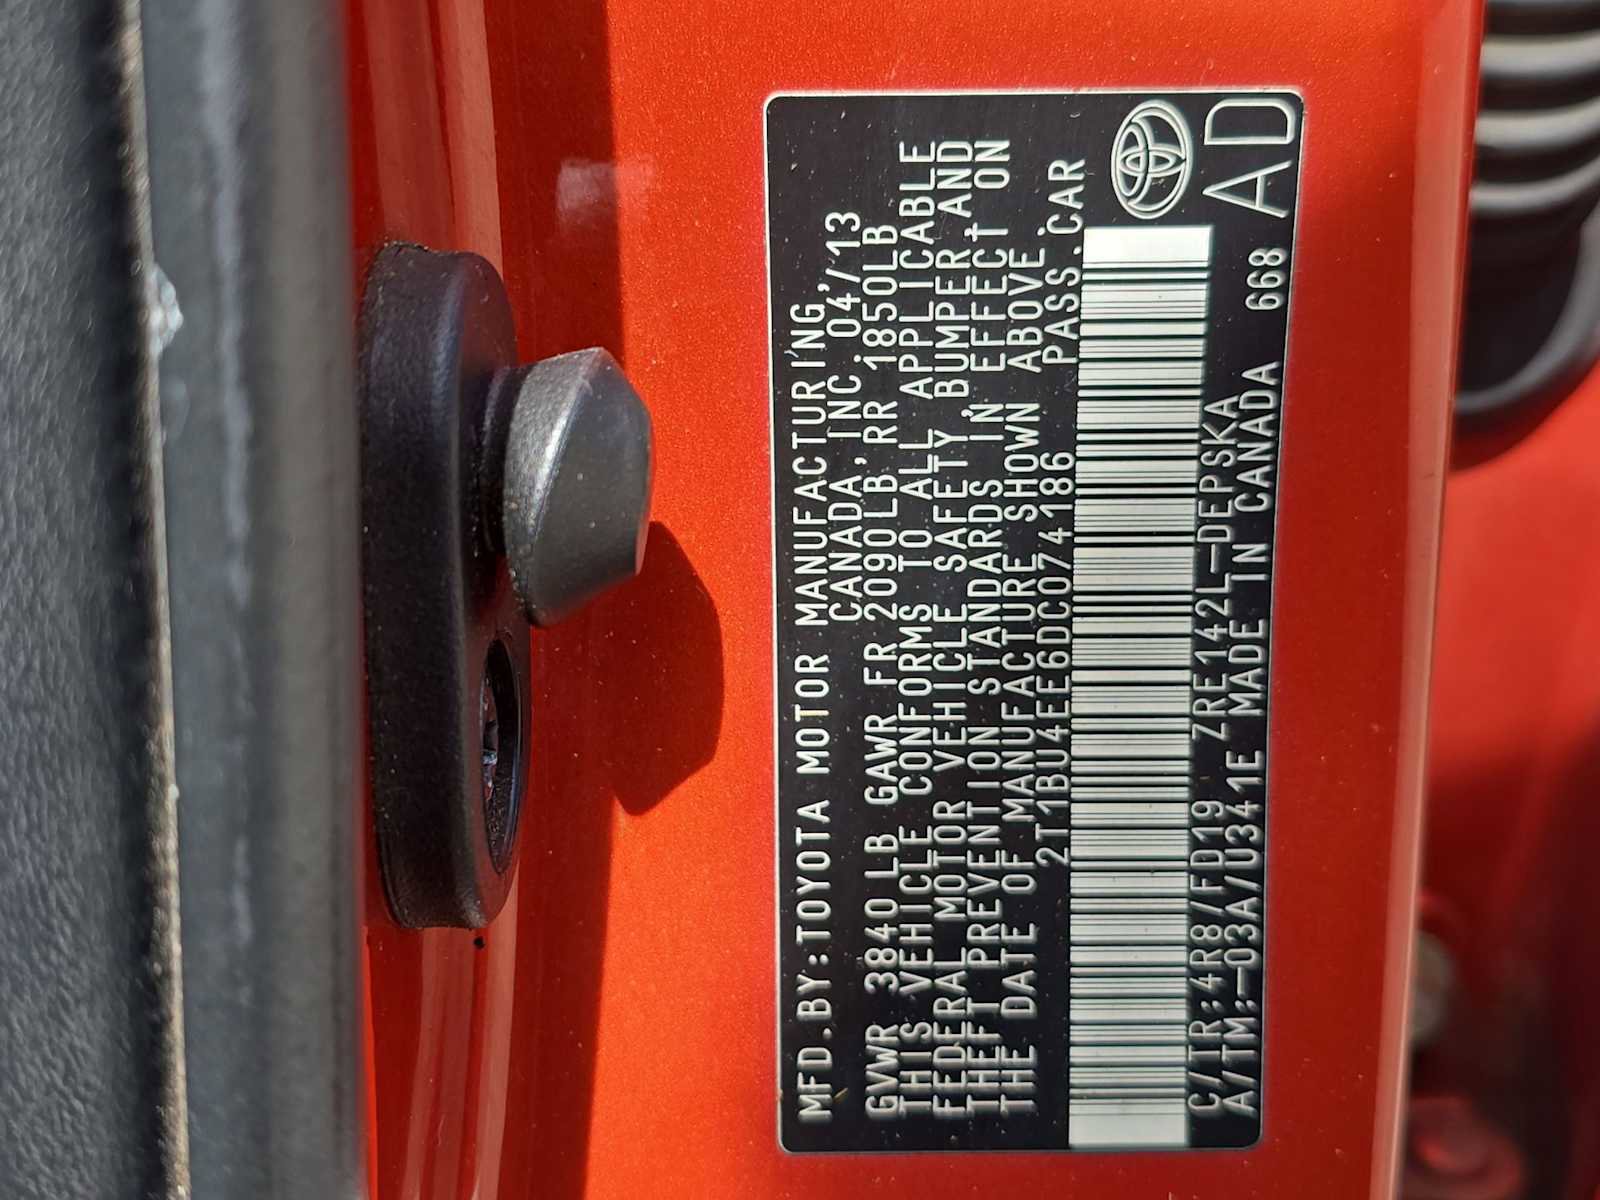 MFD.BY:TOYOTA MOTOR MANUFACTURING,
CANADA,INC. 04/13
GVWR 3840LB GAWR FR 2090LB,RR 1850LB
THIS VEHICLE CONFORMS TO ALL APPLICABLE
FEDERAL MOTOR VEHICLE SAFETY, BUMPER, AND
THEFT PREVENTION STANDARDS IN EFFECT ON
THE DATE OF MANUFACTURE SHOWN ABOVE.
2T1BU4EE6DC074186 PASS.CAR
C/TR:4R8/FD19 ZRE142L-DEPSKA
A/TM:-03A/U341E MADE IN CANADA 668 AD